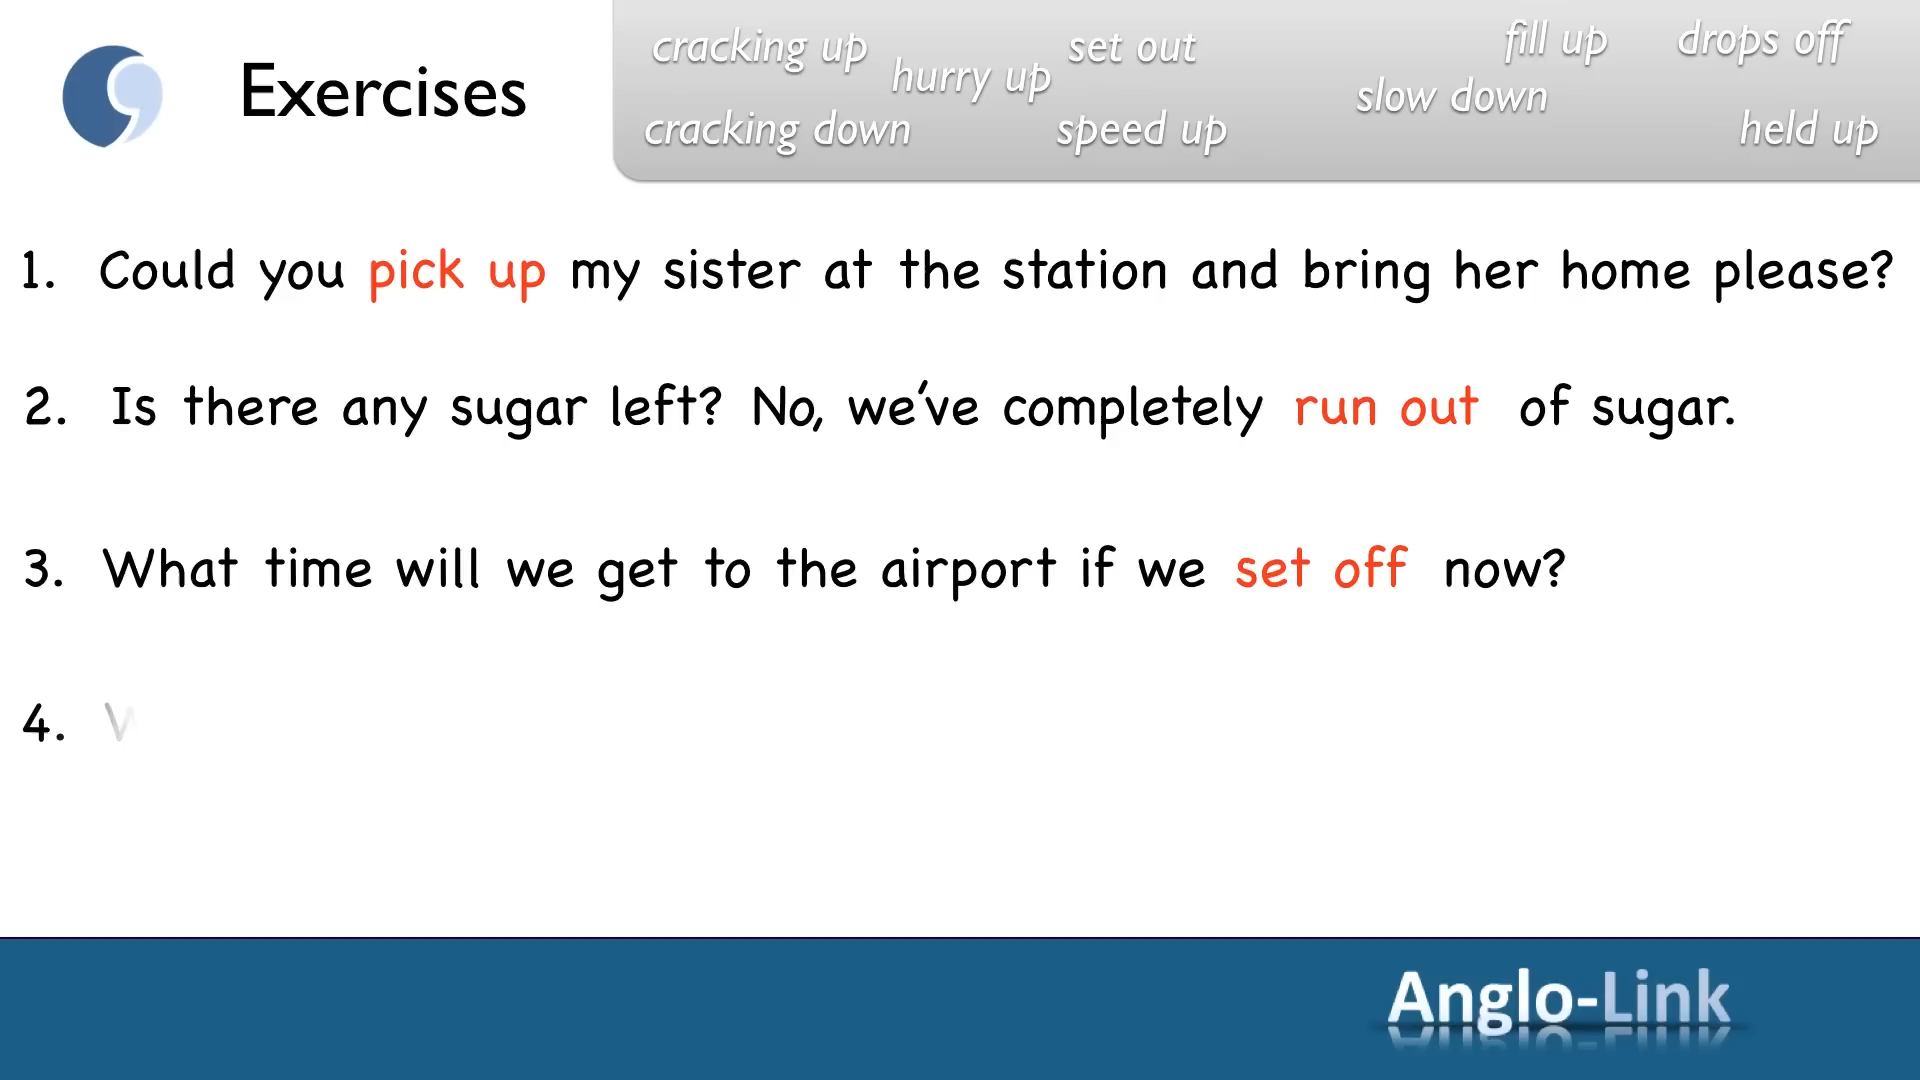 Exercises
cracking up
hurry up
set out
fill up
drops off
cracking down
speed up
slow down
held up
1. Could you pick up my sister at the station and bring her home please?
2. Is there any sugar left? No, we've completely run out of sugar.
3. What time will we get to the airport if we set off now?
4.
Anglo-Link